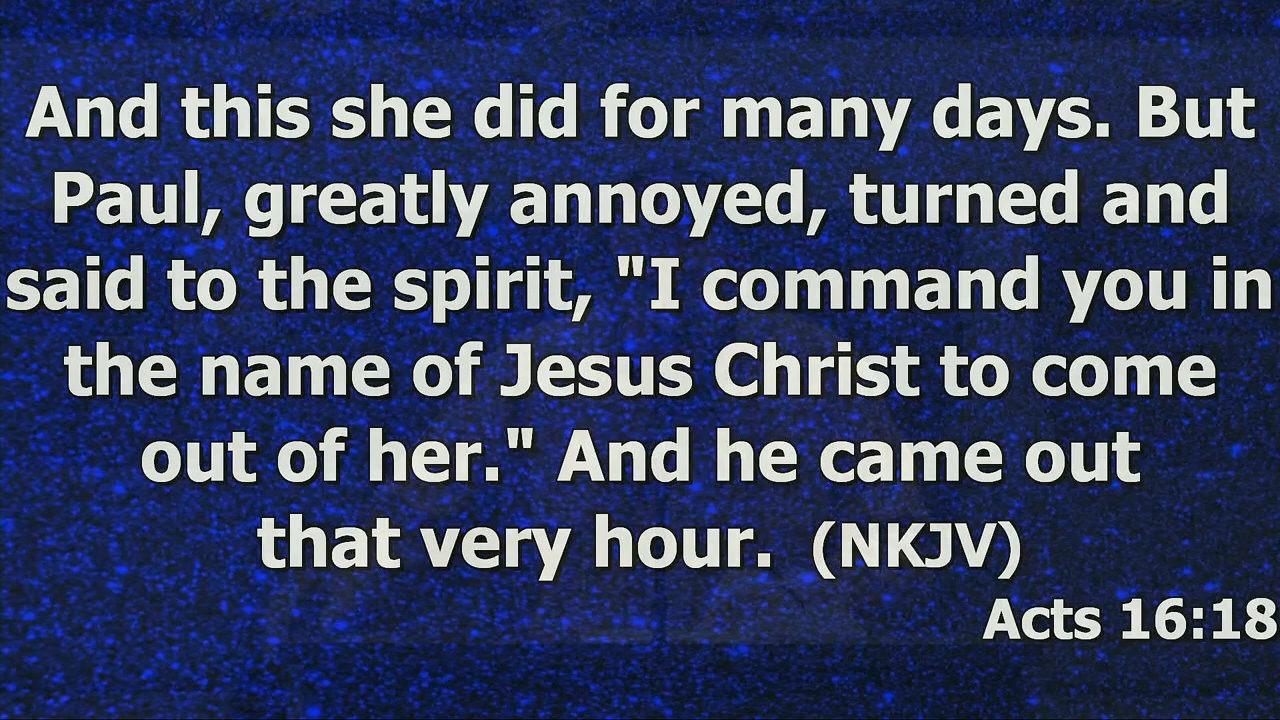 And this she did for many days. But
Paul, greatly annoyed, turned and
said to the spirit, "I command you in
the name of Jesus Christ to come
out of her." And he came out
that very hour. (NKJV)
Acts 16:18